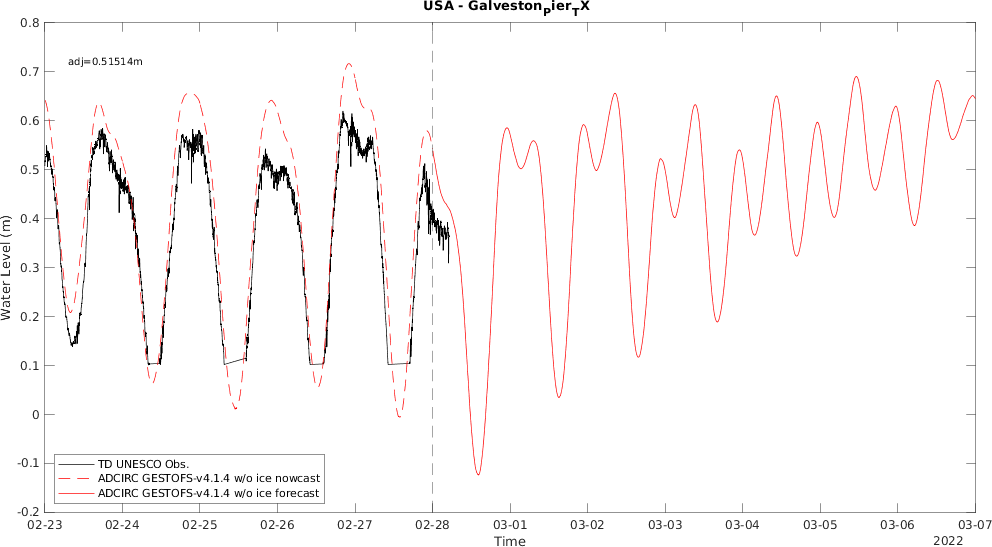 USA - Galveston_Pier_TX
0.8
adj=0.51514m
0.7
0.6
0.5
0.4
0.3
0.2
0.1
0
-0.1
-0.2
Water Level (m)
TD UNESCO Obs.
ADCIRC GESTOFS-v4.1.4 w/o ice nowcast
ADCIRC GESTOFS-v4.1.4 w/o ice forecast
02-23 02-24 02-25 02-26 02-27 02-28 03-01 03-02 03-03 03-04 03-05 03-06 03-07
Time
2022